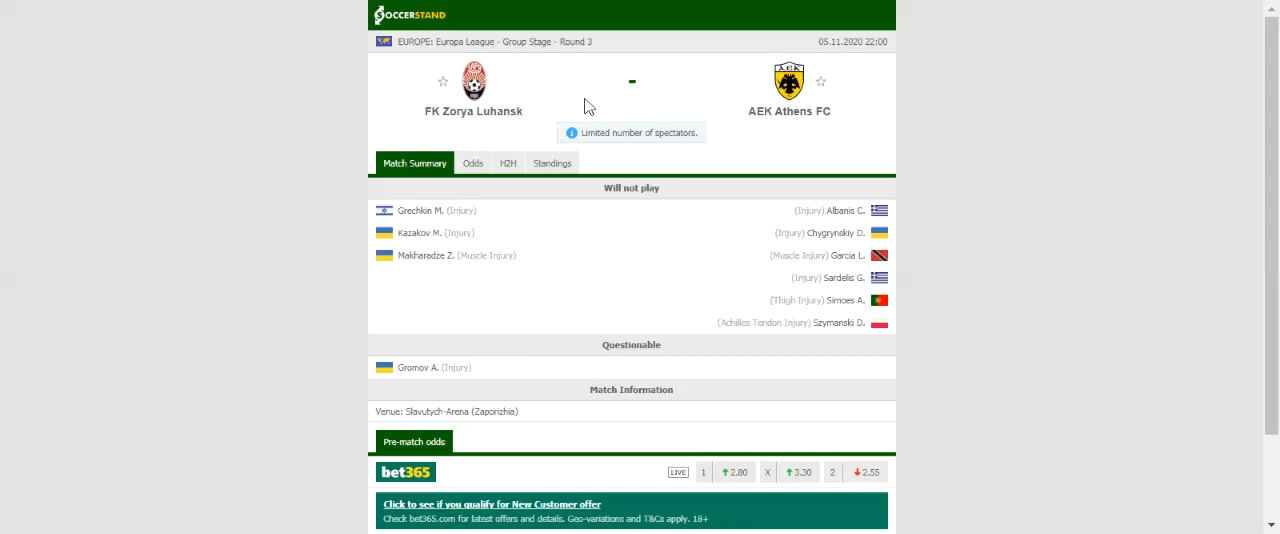 SOCCERSTAND
EUROPE: Europa League - Group Stage - Round 3 05.11.2020 22:00
AEK
-
FK Zorya Luhansk AEK Athens FC
Limited number of spectators.
Match Summary Odds H2H Standings
Will not play
Grechkin M. (Injury) (Injury) Albanis C.
Kazakov M. (Injury) (Injury) Chygrynskiy D.
Makharadze Z. (Muscle Injury) (Muscle Injury) Garcia L.
(Injury) Sardelis G.
(Thigh Injury) Simoes A.
(Achilles Tendon Injury) Szymanski D.
Questionable
Gromov A. (Injury)
Match Information
Venue: Slavutych-Arena (Zaporizhia)
Pre-match odds
bet365 LIVE 1 2.80 X 3.30 2 2.55
Click to see if you qualify for New Customer offer
Check bet365.com for latest offers and details. Geo-variations and T&Cs apply. 18+